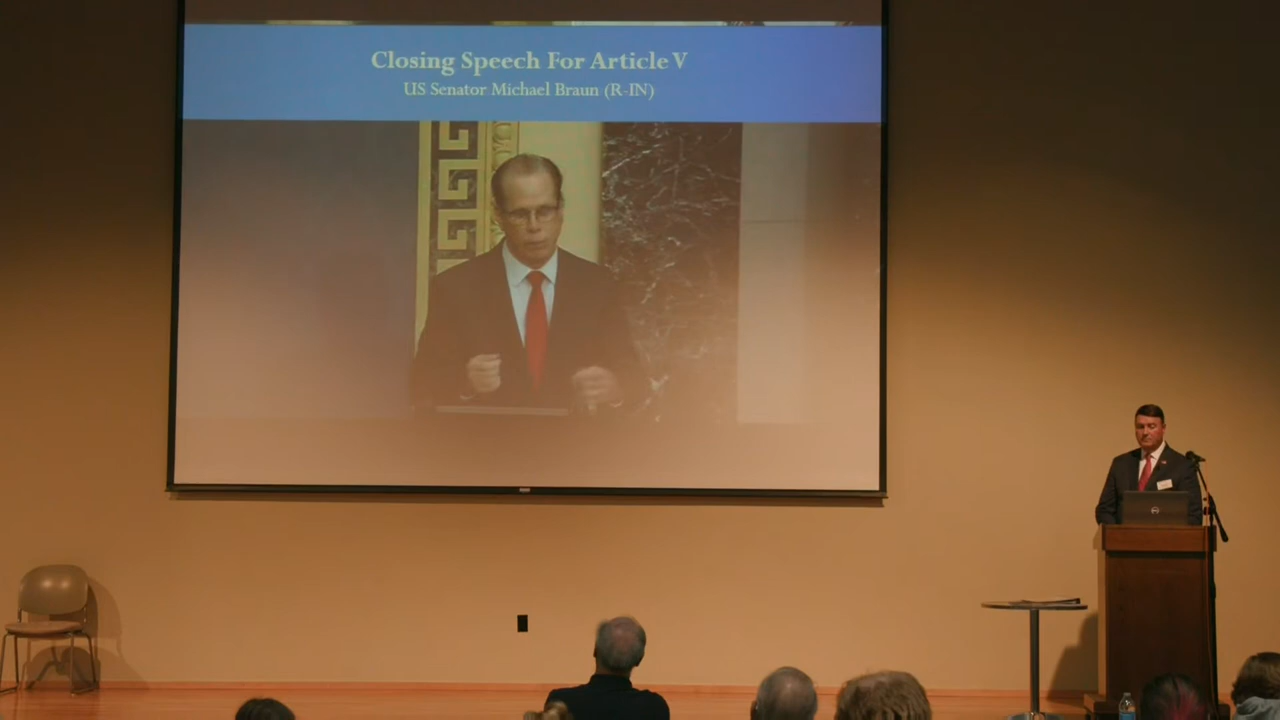 Closing Speech For Article V
US Senator Michael Braun (R-IN)